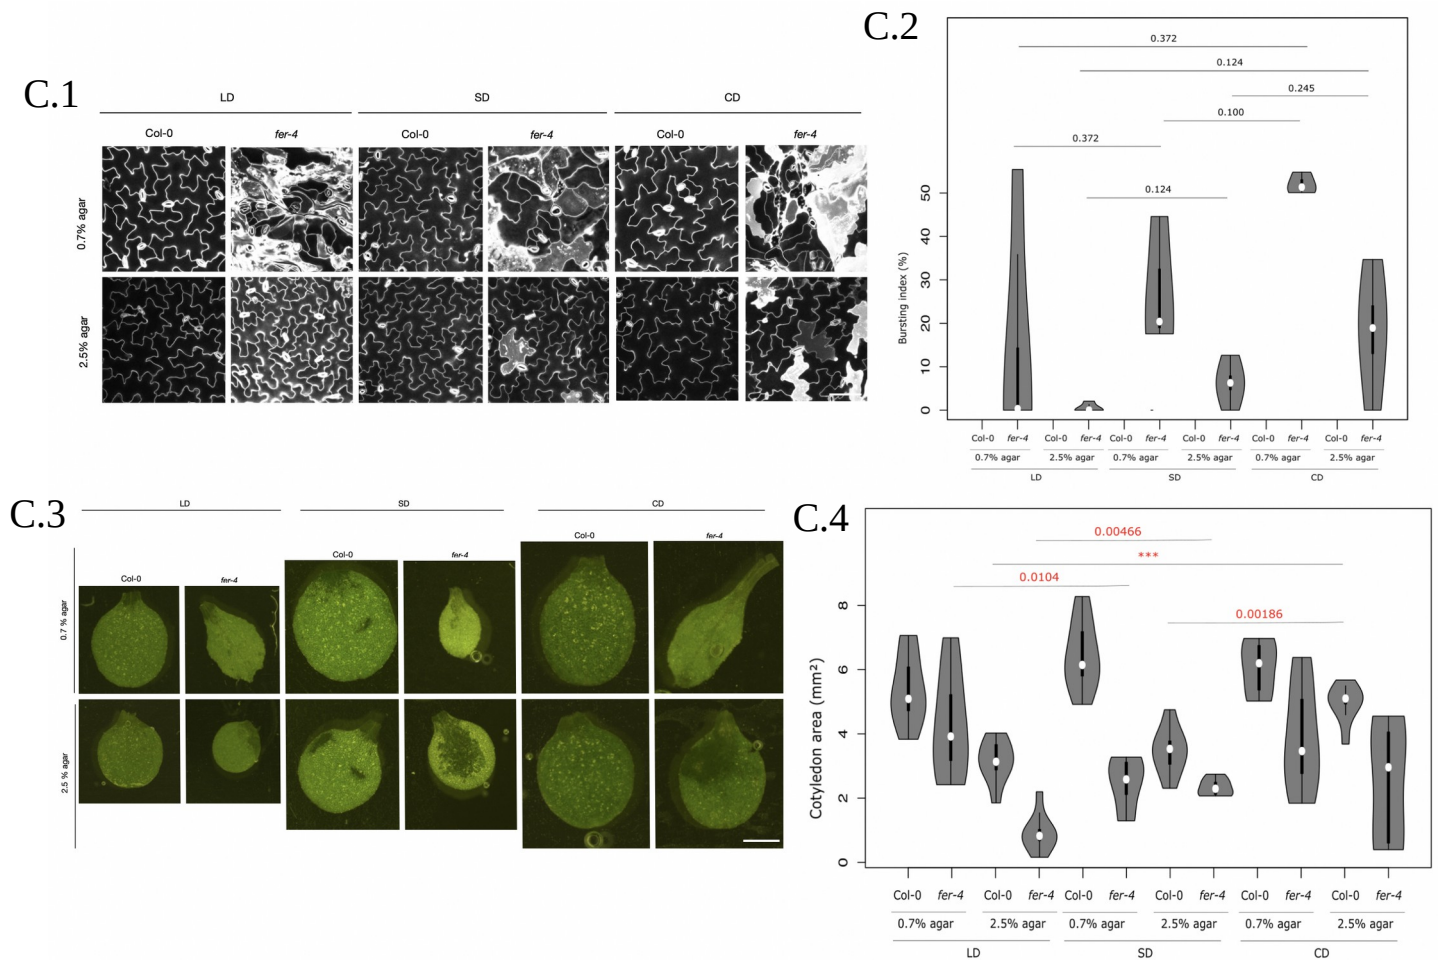 C.1
LD SD CD
Col-0 fer-4 Col-0 fer-4 Col-0 fer-4
0.7% agar
2.5% agar
C.2
0.372
0.124
0.245
0.100
0.372
0.124
Bursting index (%)
50
40
30
20
10
0
Col-0 fer-4 Col-0 fer-4 Col-0 fer-4 Col-0 fer-4 Col-0 fer-4 Col-0 fer-4
0.7% agar 2.5% agar 0.7% agar 2.5% agar 0.7% agar 2.5% agar
LD SD CD
C.3
LD SD CD
Col-0 fer-4 Col-0 fer-4 Col-0 fer-4
0.7 % agar
2.5 % agar
C.4
0.00466
***
0.0104
0.00186
Cotyledon area (mm²)
8
6
4
2
0
Col-0 fer-4 Col-0 fer-4 Col-0 fer-4 Col-0 fer-4 Col-0 fer-4 Col-0 fer-4
0.7% agar 2.5% agar 0.7% agar 2.5% agar 0.7% agar 2.5% agar
LD SD CD